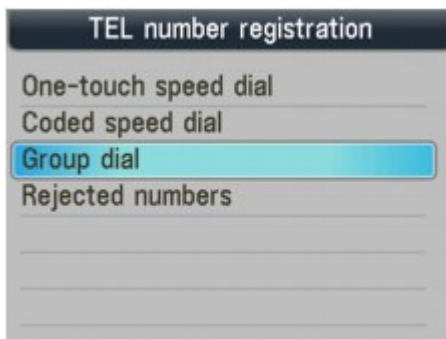 TEL number registration
One-touch speed dial
Coded speed dial
Group dial
Rejected numbers